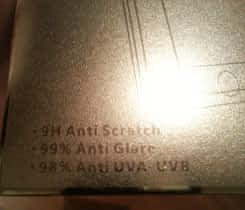 · 9H Anti Scratch
· 99% Anti Glare
· 98% Anti UVA- UVB